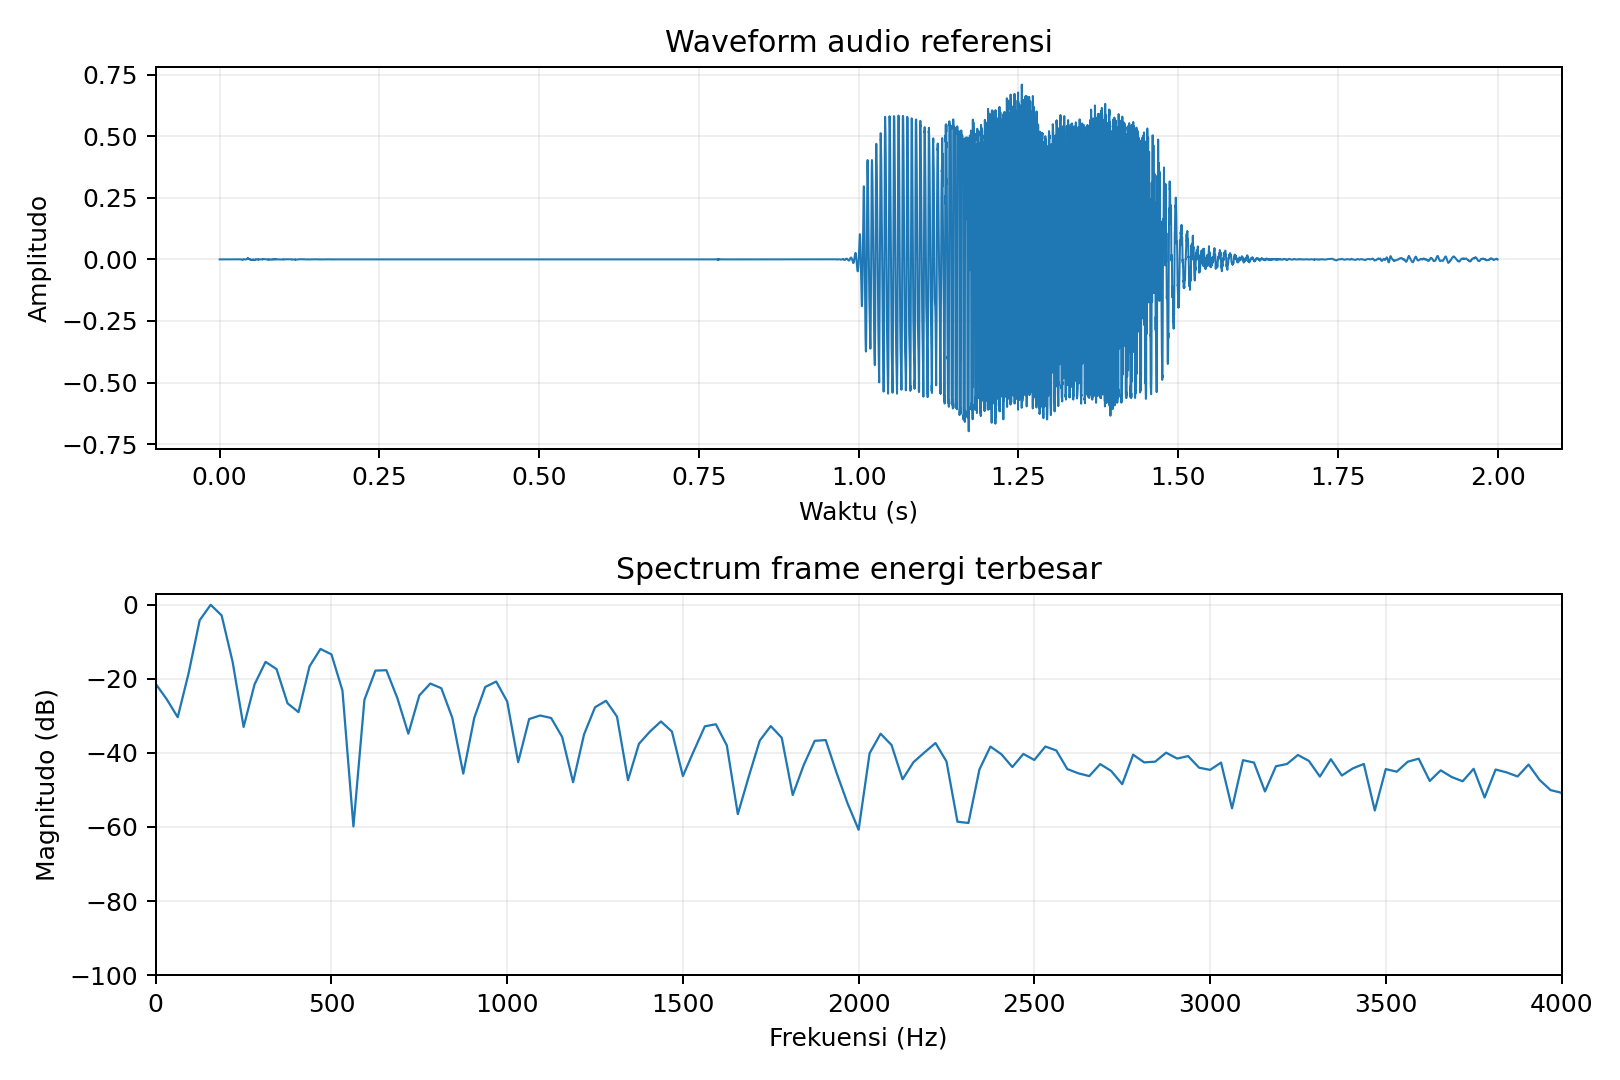 Waveform audio referensi
0.75
0.50
0.25
0.00
−0.25
−0.50
−0.75
Amplitudo
0.00 0.25 0.50 0.75 1.00 1.25 1.50 1.75 2.00
Waktu (s)
Spectrum frame energi terbesar
0
−20
−40
−60
−80
−100
Magnitudo (dB)
0 500 1000 1500 2000 2500 3000 3500 4000
Frekuensi (Hz)